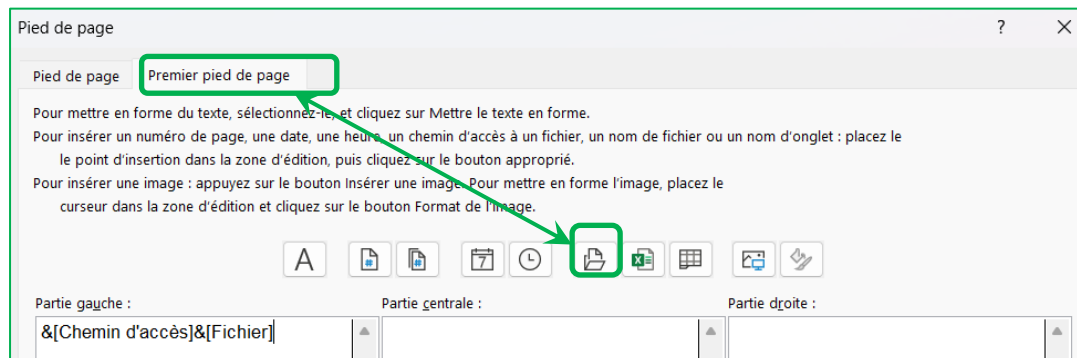 Pied de page ? ×
Pied de page Premier pied de page
Pour mettre en forme du texte, sélectionnez-le, et cliquez sur Mettre le texte en forme.
Pour insérer un numéro de page, une date, une heure, un chemin d'accès à un fichier, un nom de fichier ou un nom d'onglet : placez le
le point d'insertion dans la zone d'édition, puis cliquez sur le bouton approprié.
Pour insérer une image : appuyez sur le bouton Insérer une image. Pour mettre en forme l'image, placez le
curseur dans la zone d'édition et cliquez sur le bouton Format de l'image.
A # # 7
Partie gauche : Partie centrale : Partie droite :
&[Chemin d'accès]&[Fichier]